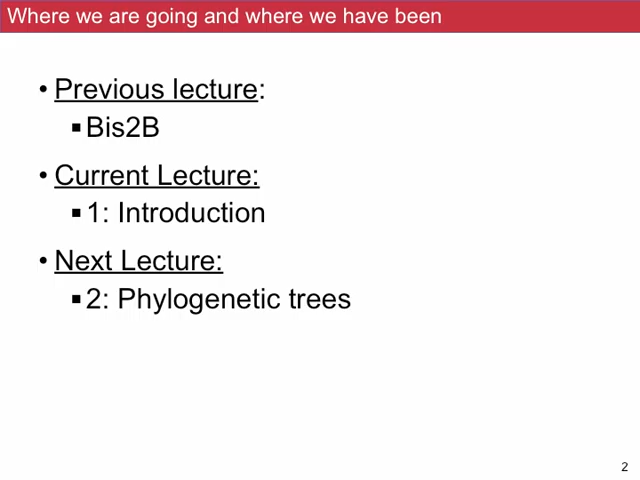 Where we are going and where we have been
• Previous lecture:
▪ Bis2B
• Current Lecture:
▪ 1: Introduction
• Next Lecture:
▪ 2: Phylogenetic trees
2